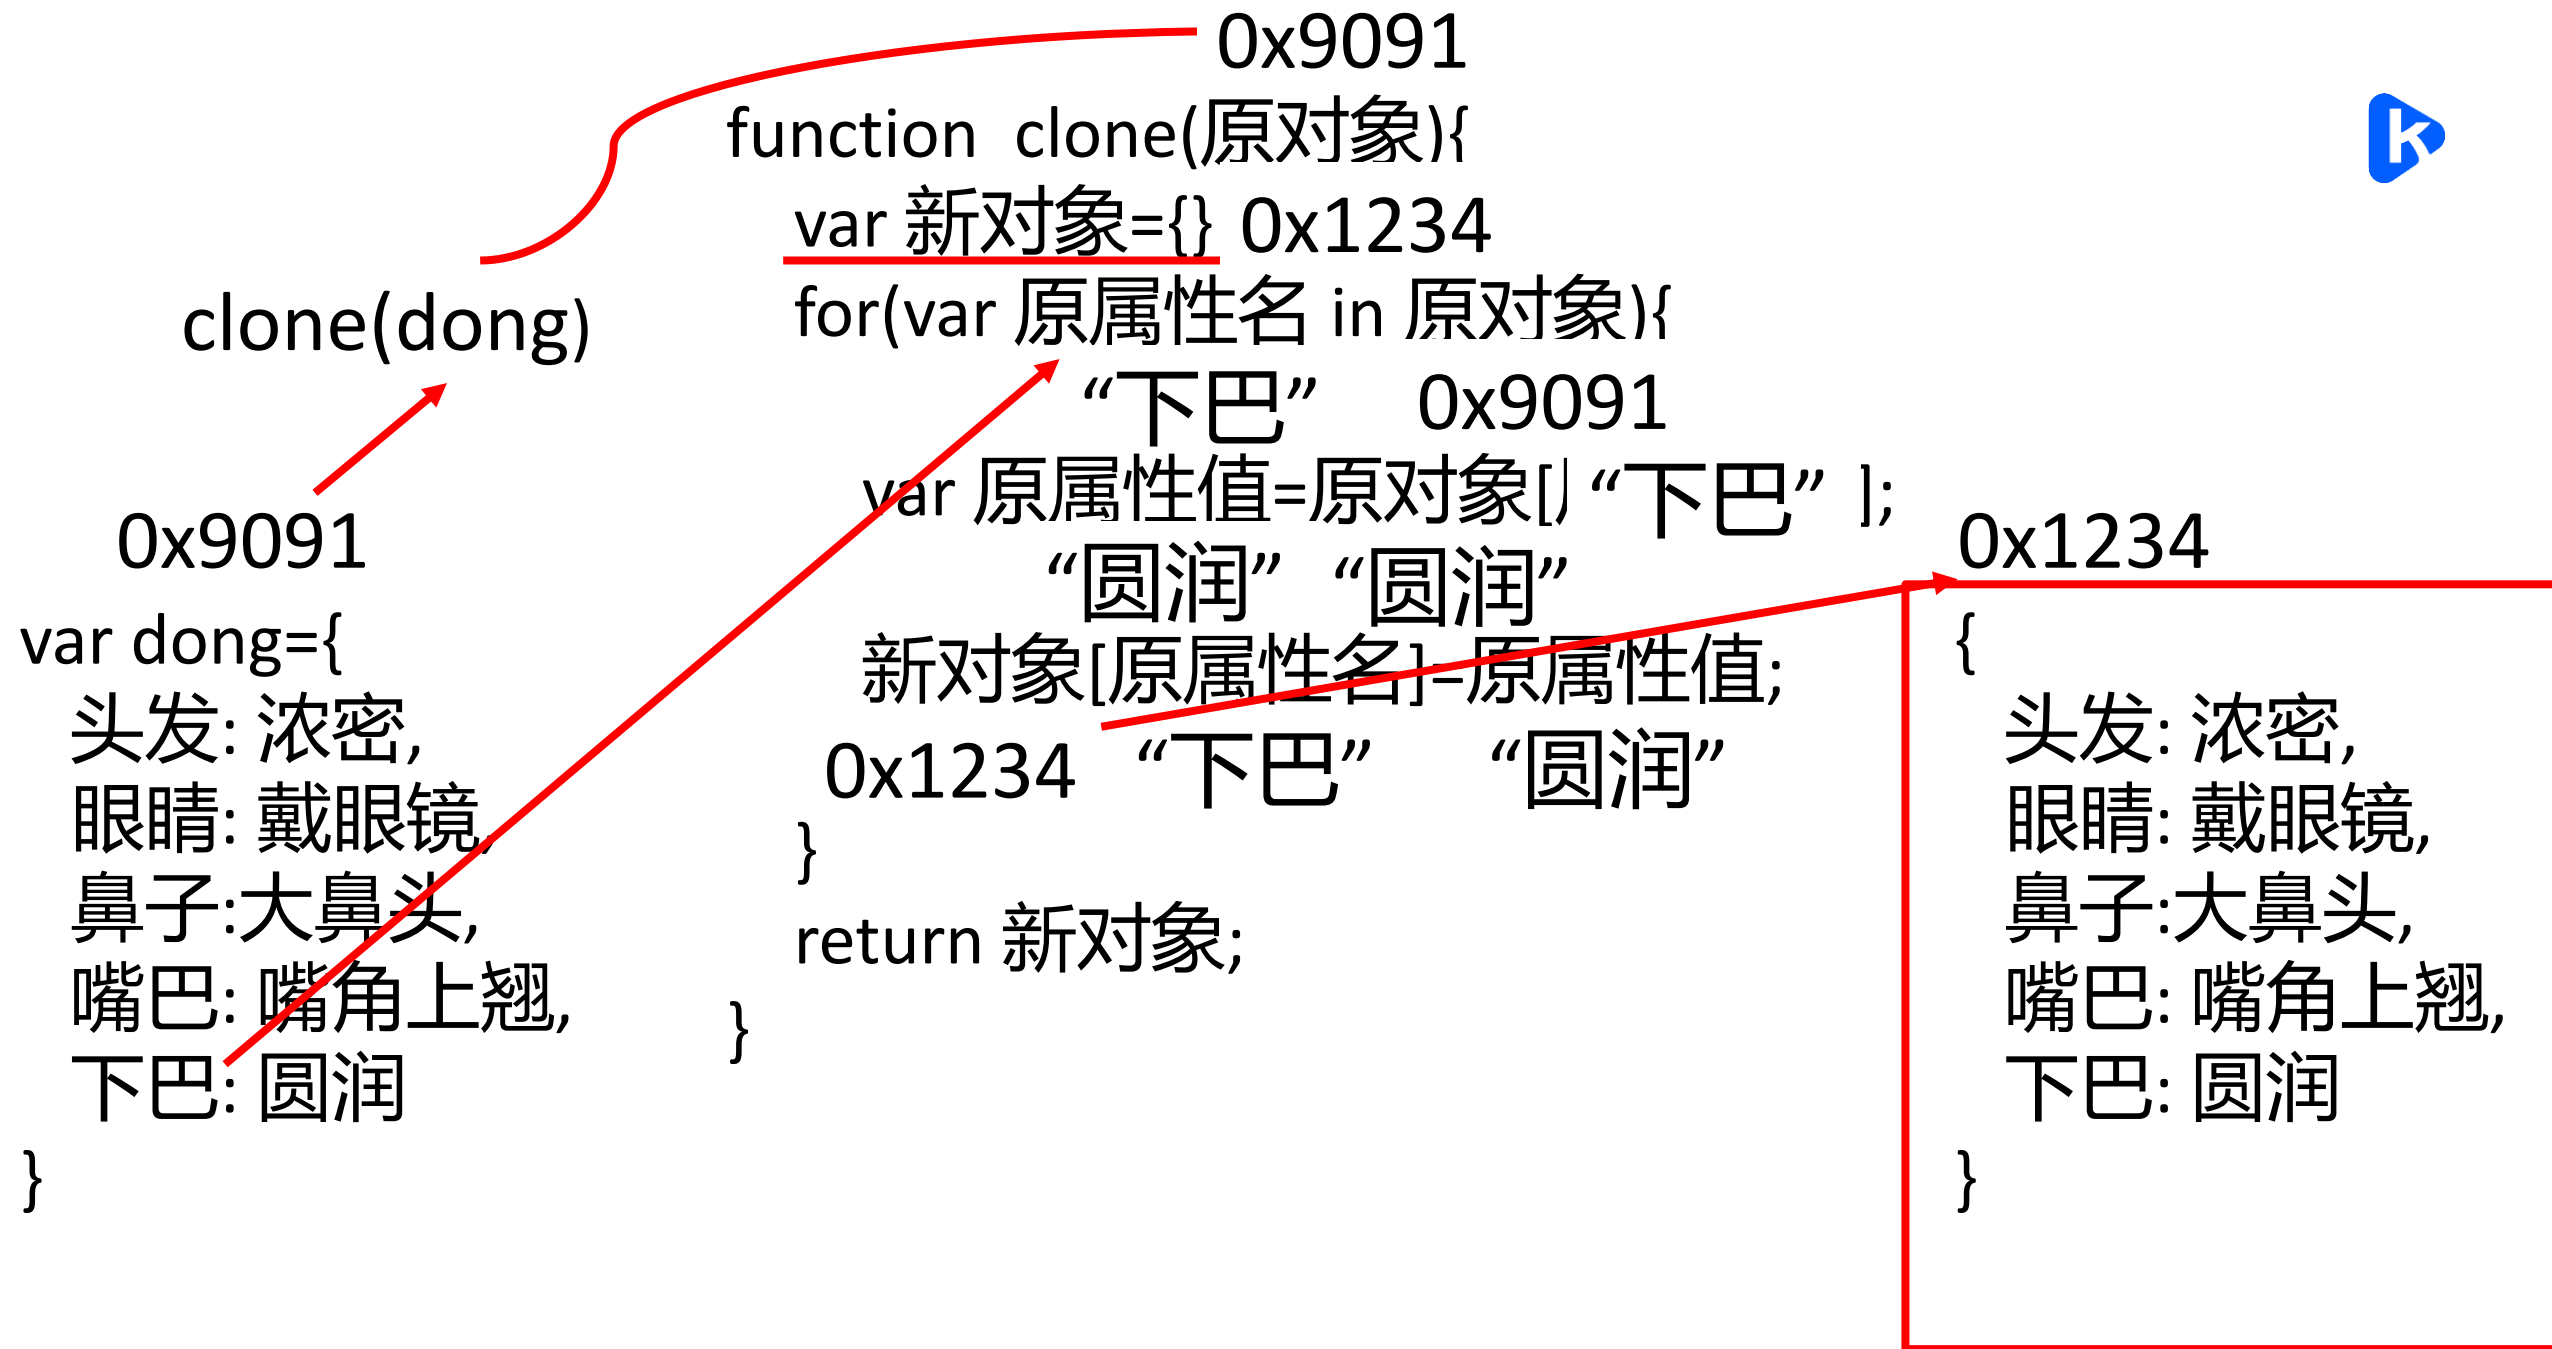 0x9091
function clone(原对象){
var 新对象={} 0x1234
for(var 原属性名 in 原对象){
“下巴” 0x9091
var 原属性值=原对象[ “下巴” ];
“圆润” “圆润”
新对象[原属性名]=原属性值;
0x1234 “下巴” “圆润”
}
return 新对象;
}
clone(dong)
0x9091
var dong={
头发: 浓密,
眼睛: 戴眼镜,
鼻子:大鼻头,
嘴巴: 嘴角上翘,
下巴: 圆润
}
0x1234
{
头发: 浓密,
眼睛: 戴眼镜,
鼻子:大鼻头,
嘴巴: 嘴角上翘,
下巴: 圆润
}
k